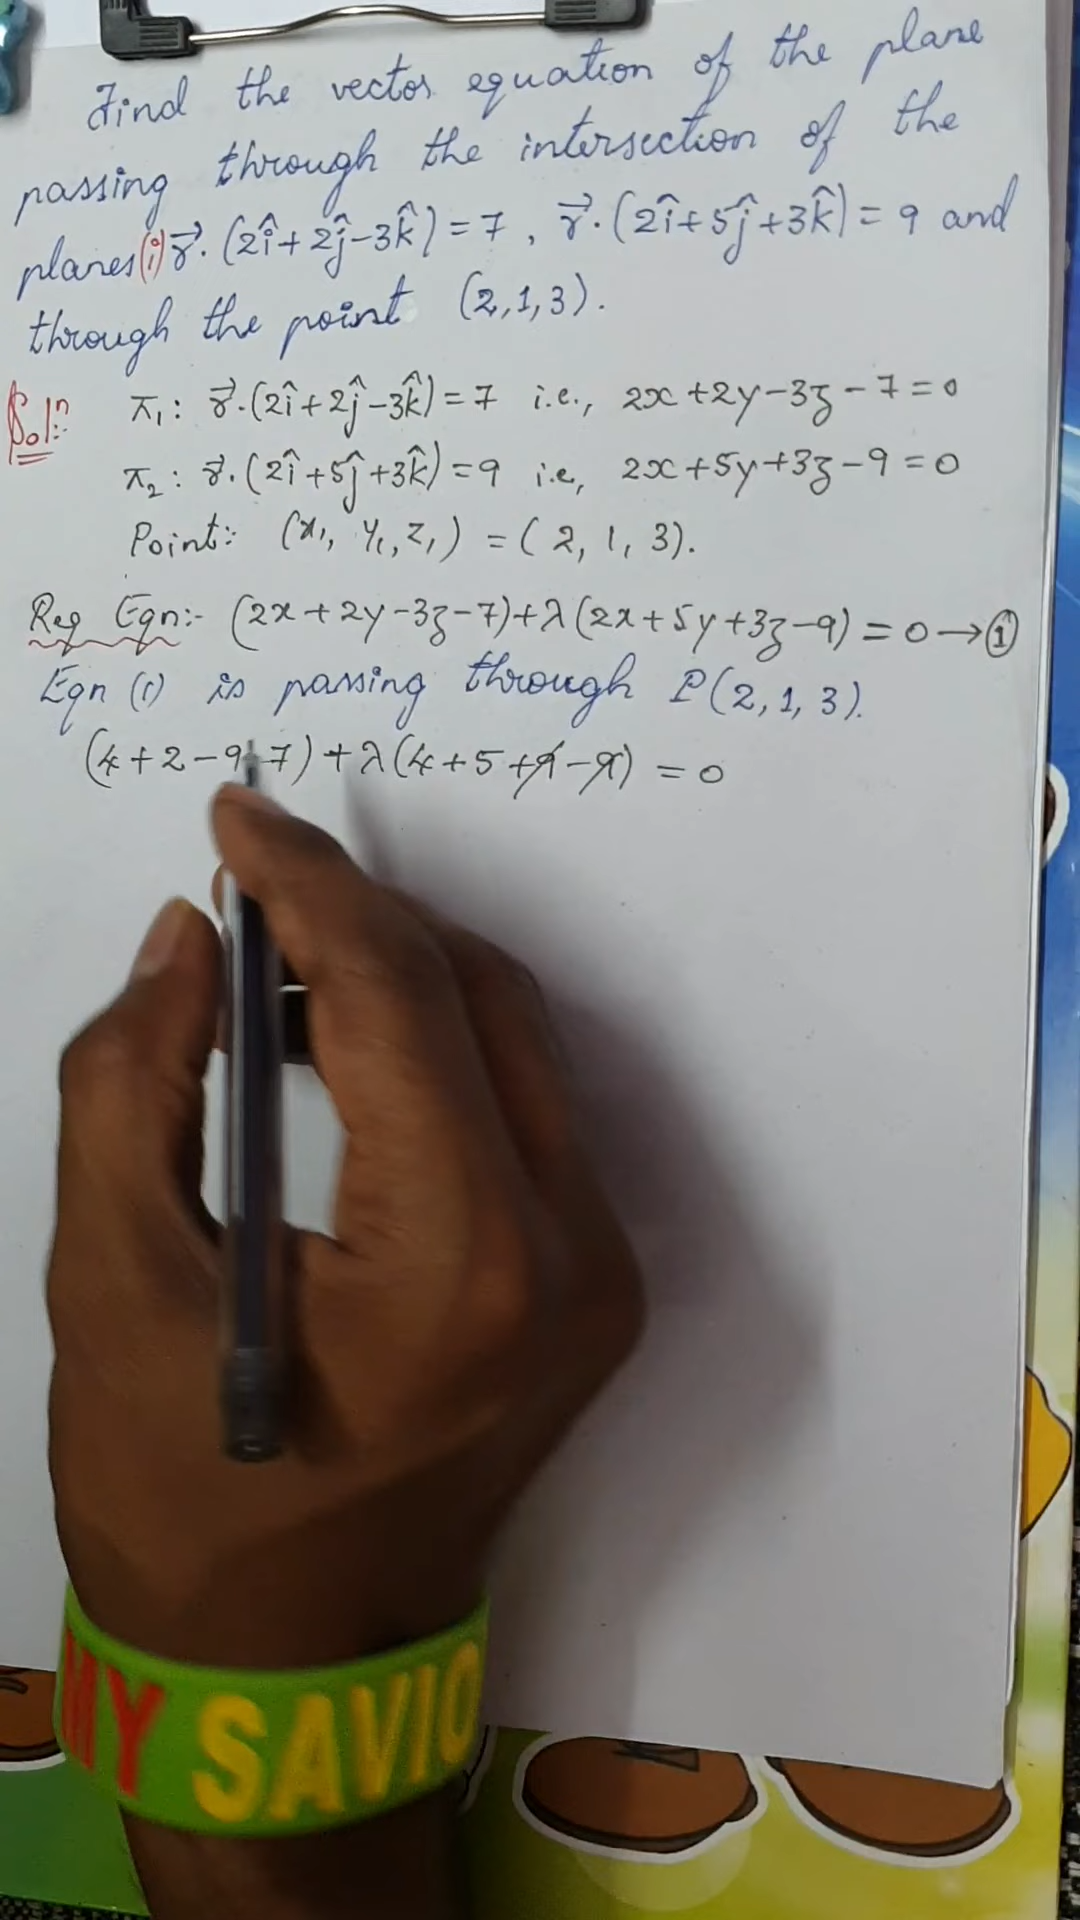 Find the vector equation of the plane
passing through the intersection of the
planes (i) r⃗.(2î+2ĵ-3k̂)=7, r⃗.(2î+5ĵ+3k̂)=9 and
through the point (2,1,3).
Solⁿ:- π₁: r⃗.(2î+2ĵ-3k̂)=7 i.e., 2x+2y-3z-7=0
π₂: r⃗.(2î+5ĵ+3k̂)=9 i.e, 2x+5y+3z-9=0
Point:- (x₁, y₁, z₁) = (2, 1, 3).
Req Eqn:- (2x+2y-3z-7)+λ(2x+5y+3z-9)=0→①
Eqn (1) is passing through P(2,1,3).
(4+2-9-7)+λ(4+5+9-9)=0
MY SAVIO